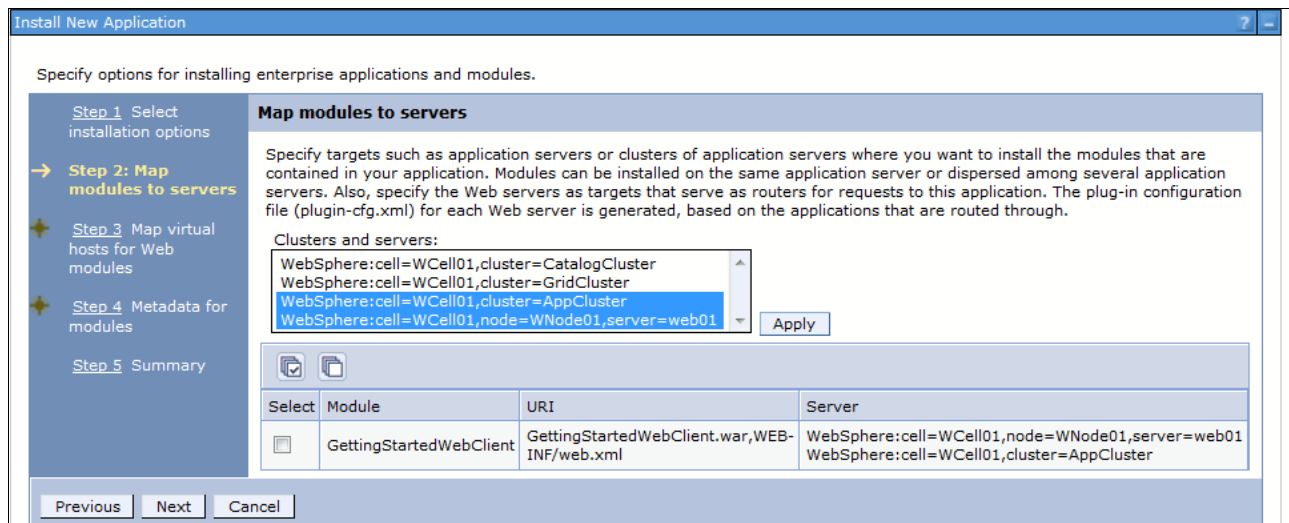 Install New Application
?
Specify options for installing enterprise applications and modules.
Step 1 Select
installation options
Step 2: Map
modules to servers
Step 3 Map virtual
hosts for Web
modules
Step 4 Metadata for
modules
Step 5 Summary
Map modules to servers
Specify targets such as application servers or clusters of application servers where you want to install the modules that are
contained in your application. Modules can be installed on the same application server or dispersed among several application
servers. Also, specify the Web servers as targets that serve as routers for requests to this application. The plug-in configuration
file (plugin-cfg.xml) for each Web server is generated, based on the applications that are routed through.
Clusters and servers:
WebSphere:cell=WCell01,cluster=CatalogCluster
WebSphere:cell=WCell01,cluster=GridCluster
WebSphere:cell=WCell01,cluster=AppCluster
WebSphere:cell=WCell01,node=WNode01,server=web01
Apply
Select Module URI Server
GettingStartedWebClient
GettingStartedWebClient.war,WEB-
INF/web.xml
WebSphere:cell=WCell01,node=WNode01,server=web01
WebSphere:cell=WCell01,cluster=AppCluster
Previous Next Cancel